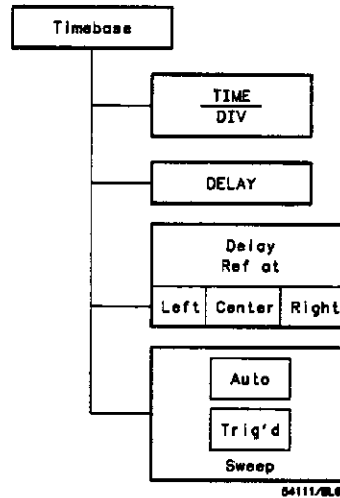 Timebase
TIME
DIV
DELAY
Delay
Ref at
Left Center Right
Auto
Trig'd
Sweep